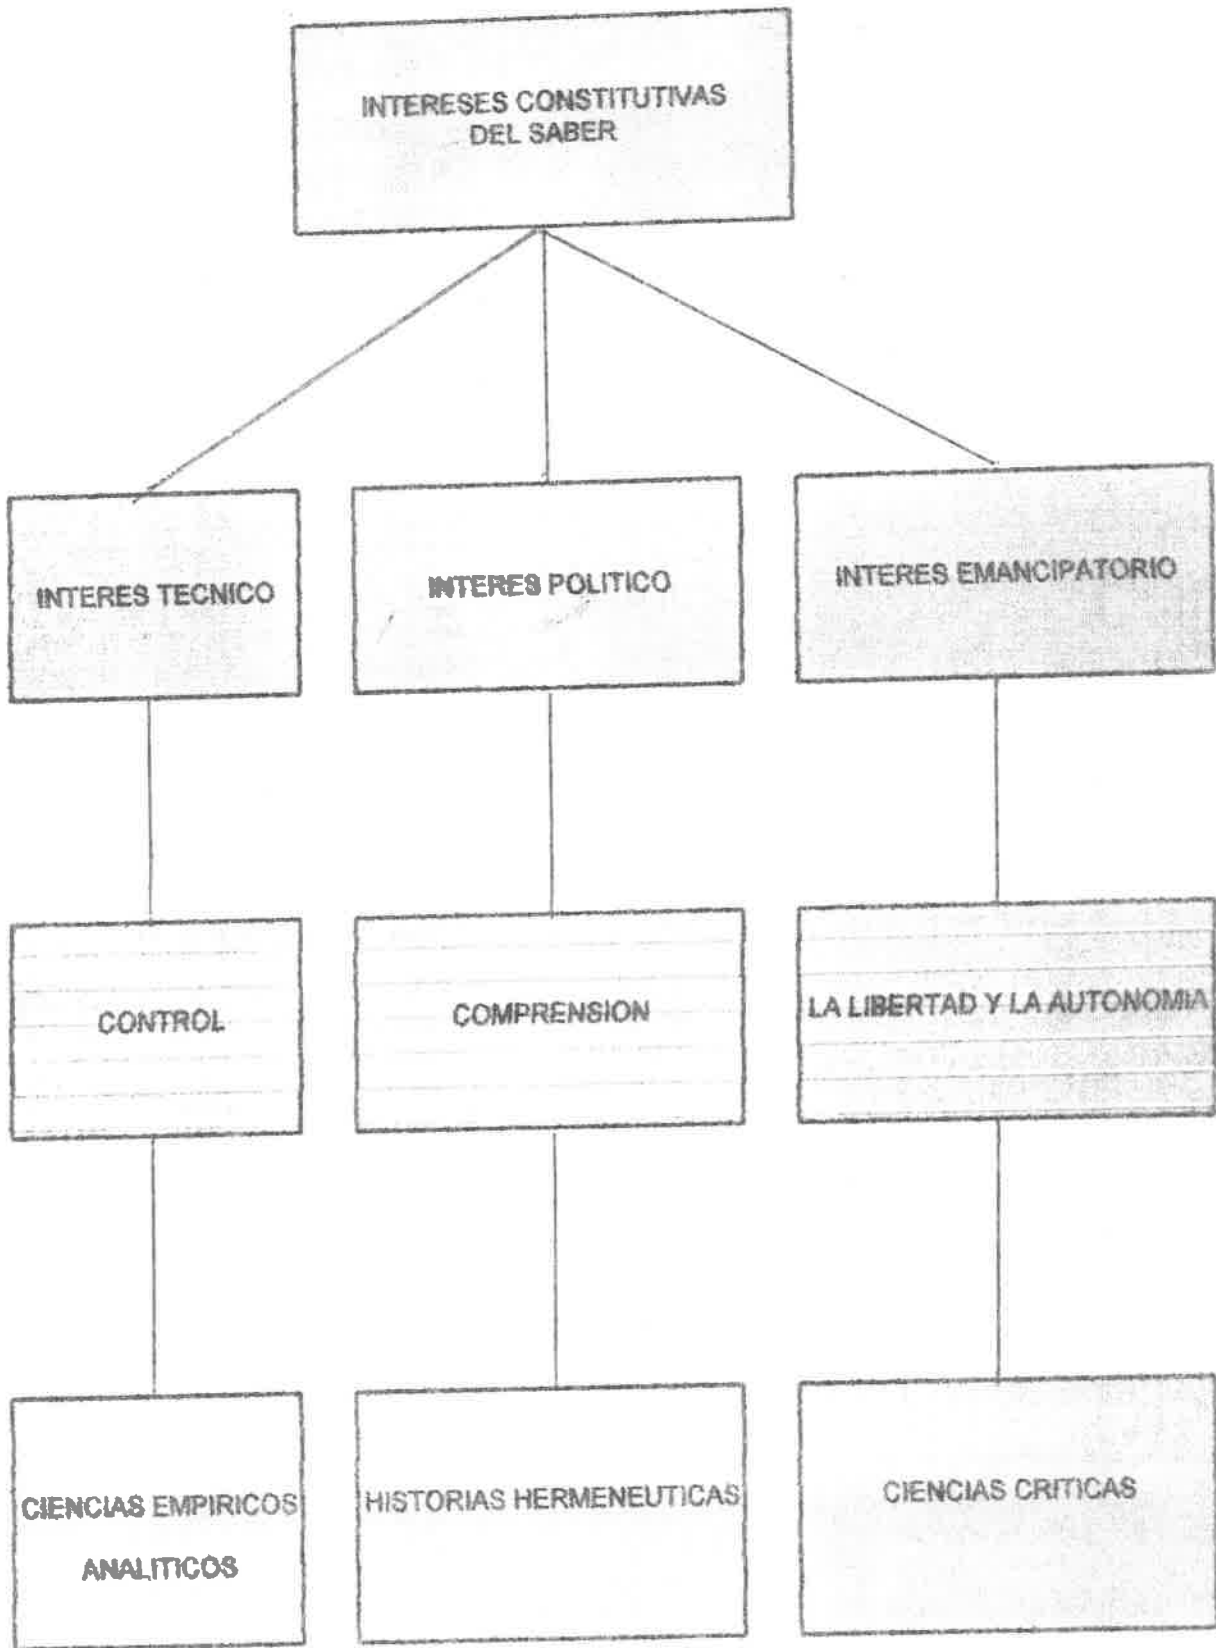 INTERESES CONSTITUTIVAS
DEL SABER
INTERES TECNICO
INTERES POLITICO
INTERES EMANCIPATORIO
CONTROL
COMPRENSION
LA LIBERTAD Y LA AUTONOMIA
CIENCIAS EMPIRICOS
ANALITICOS
HISTORIAS HERMENEUTICAS
CIENCIAS CRITICAS